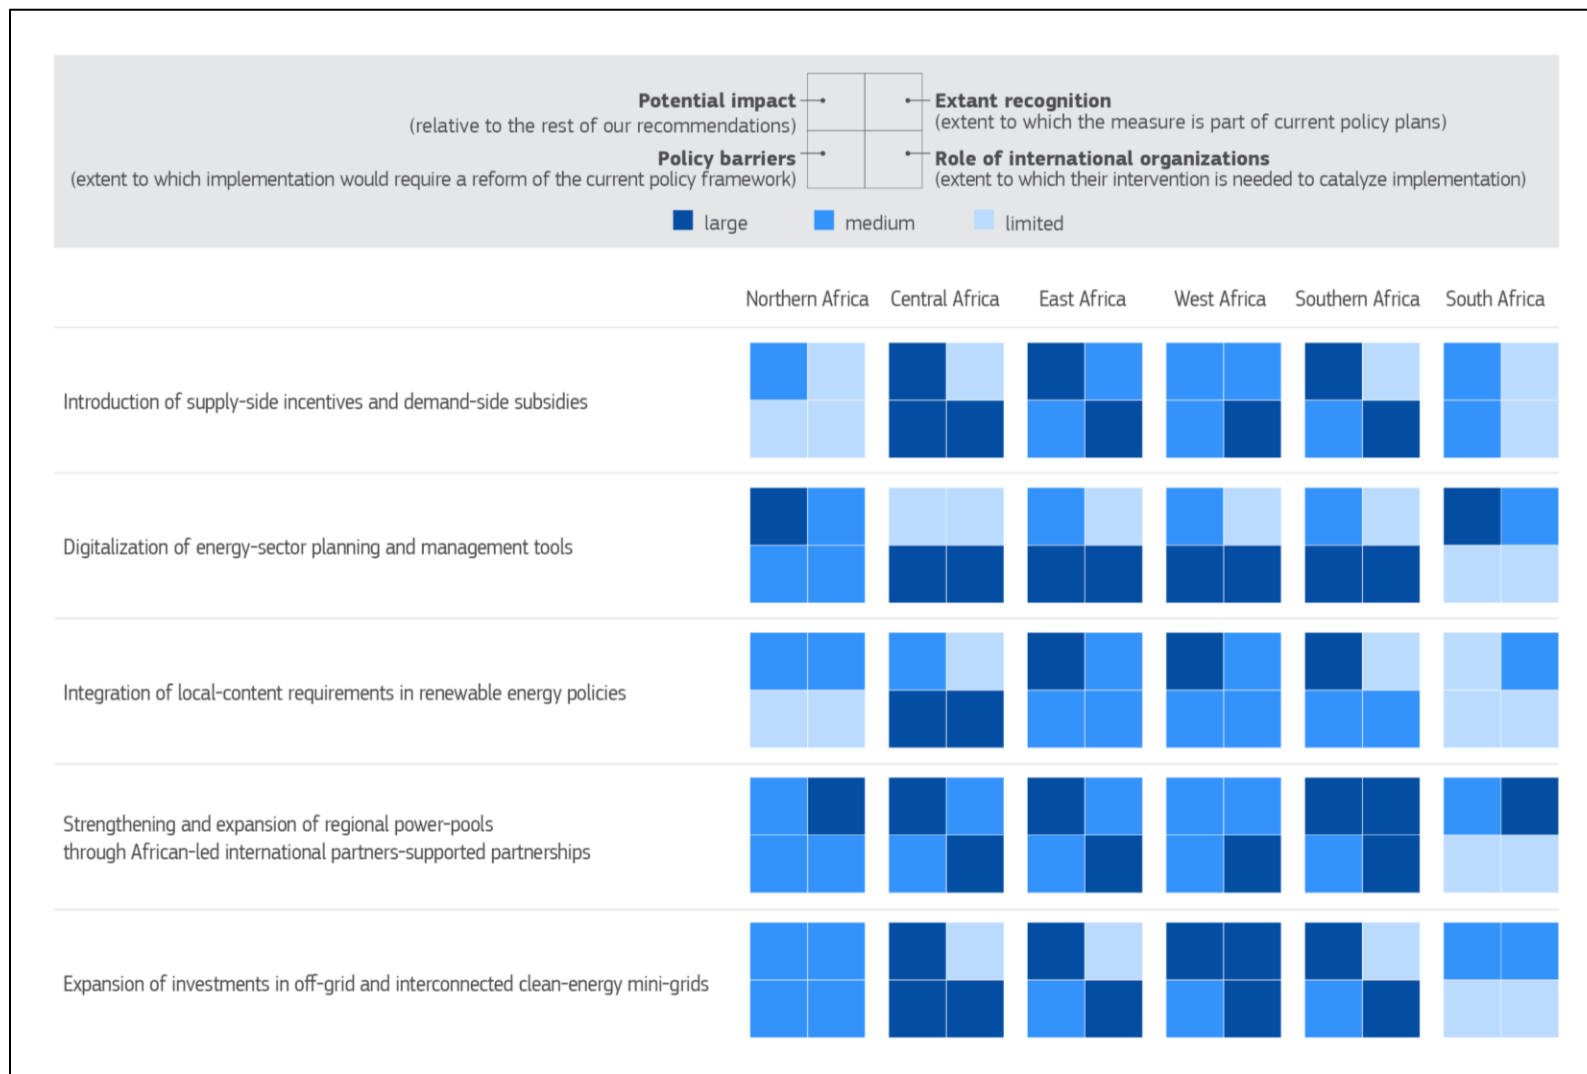 Potential impact
(relative to the rest of our recommendations)
Extant recognition
(extent to which the measure is part of current policy plans)
Policy barriers
(extent to which implementation would require a reform of the current policy framework)
Role of international organizations
(extent to which their intervention is needed to catalyze implementation)
large medium limited
Northern Africa Central Africa East Africa West Africa Southern Africa South Africa
Introduction of supply-side incentives and demand-side subsidies
Digitalization of energy-sector planning and management tools
Integration of local-content requirements in renewable energy policies
Strengthening and expansion of regional power-pools
through African-led international partners-supported partnerships
Expansion of investments in off-grid and interconnected clean-energy mini-grids